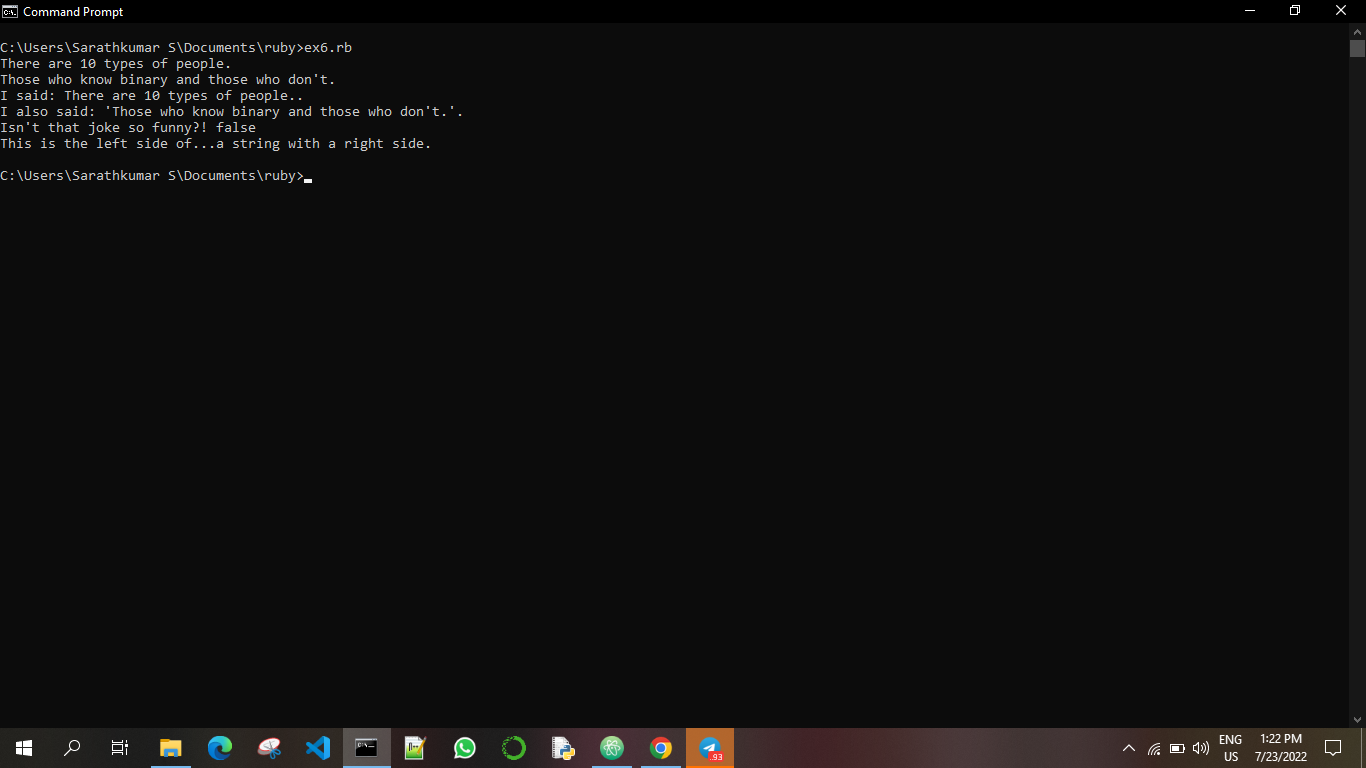 Command Prompt
C:\Users\Sarathkumar S\Documents\ruby>ex6.rb
There are 10 types of people.
Those who know binary and those who don't.
I said: There are 10 types of people..
I also said: 'Those who know binary and those who don't.'.
Isn't that joke so funny?! false
This is the left side of...a string with a right side.
C:\Users\Sarathkumar S\Documents\ruby>
ENG
1:22 PM
US
7/23/2022
.93